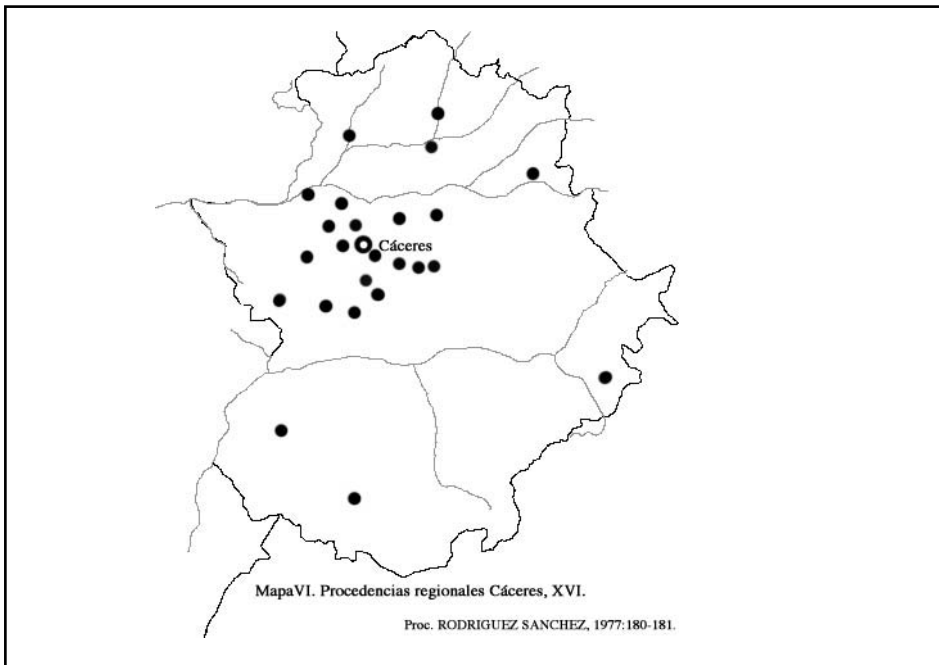 Cáceres
MapaVI. Procedencias regionales Cáceres, XVI.
Proc. RODRIGUEZ SANCHEZ, 1977:180-181.